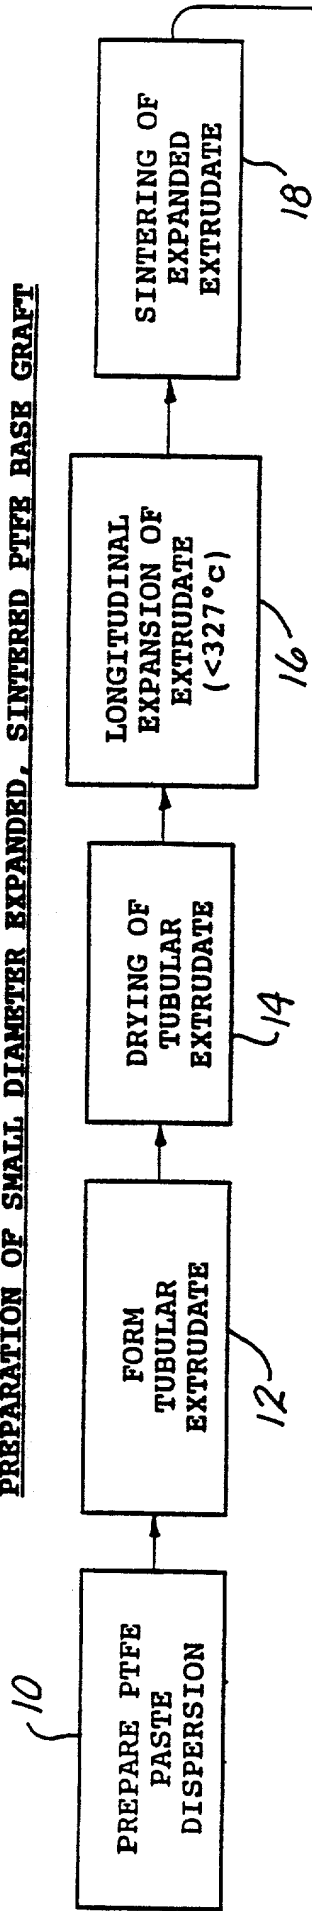 PREPARATION OF SMALL DIAMETER EXPANDED, SINTERED PTFE BASE GRAFT
10
PREPARE PTFE
PASTE
DISPERSION
FORM
TUBULAR
EXTRUDATE
12
DRYING OF
TUBULAR
EXTRUDATE
14
LONGITUDINAL
EXPANSION OF
EXTRUDATE
(<327°c)
16
SINTERING OF
EXPANDED
EXTRUDATE
18